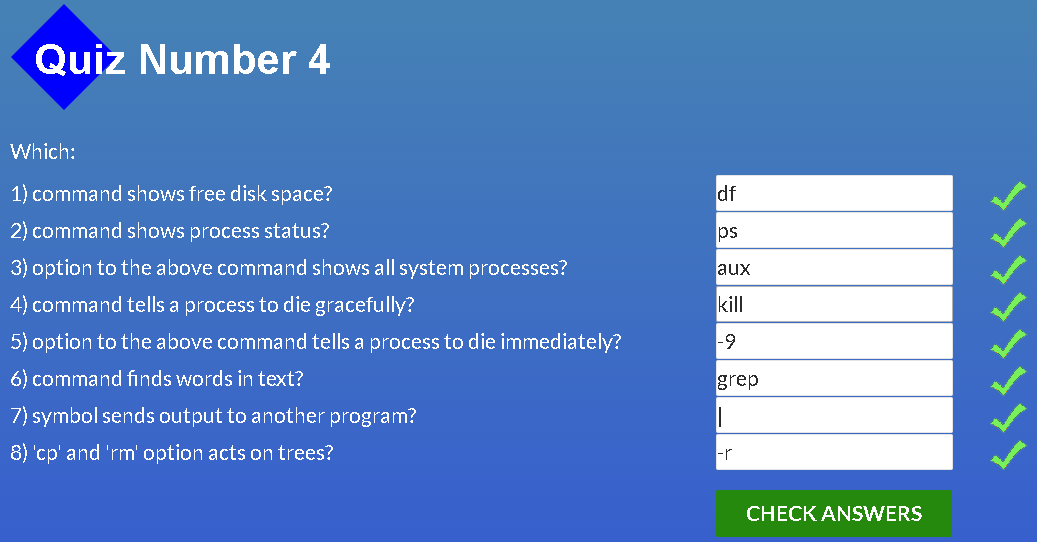 Quiz Number 4
Which:
1) command shows free disk space? df
2) command shows process status? ps
3) option to the above command shows all system processes? aux
4) command tells a process to die gracefully? kill
5) option to the above command tells a process to die immediately? -9
6) command finds words in text? grep
7) symbol sends output to another program? |
8) 'cp' and 'rm' option acts on trees? -r
CHECK ANSWERS